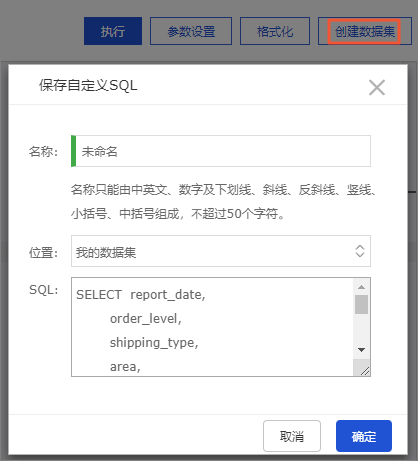 执行 参数设置 格式化 创建数据集
保存自定义SQL
名称： 未命名
名称只能由中英文、数字及下划线、斜线、反斜线、竖线、
小括号、中括号组成，不超过50个字符。
位置： 我的数据集
SQL： SELECT report_date,
order_level,
shipping_type,
area,
取消 确定